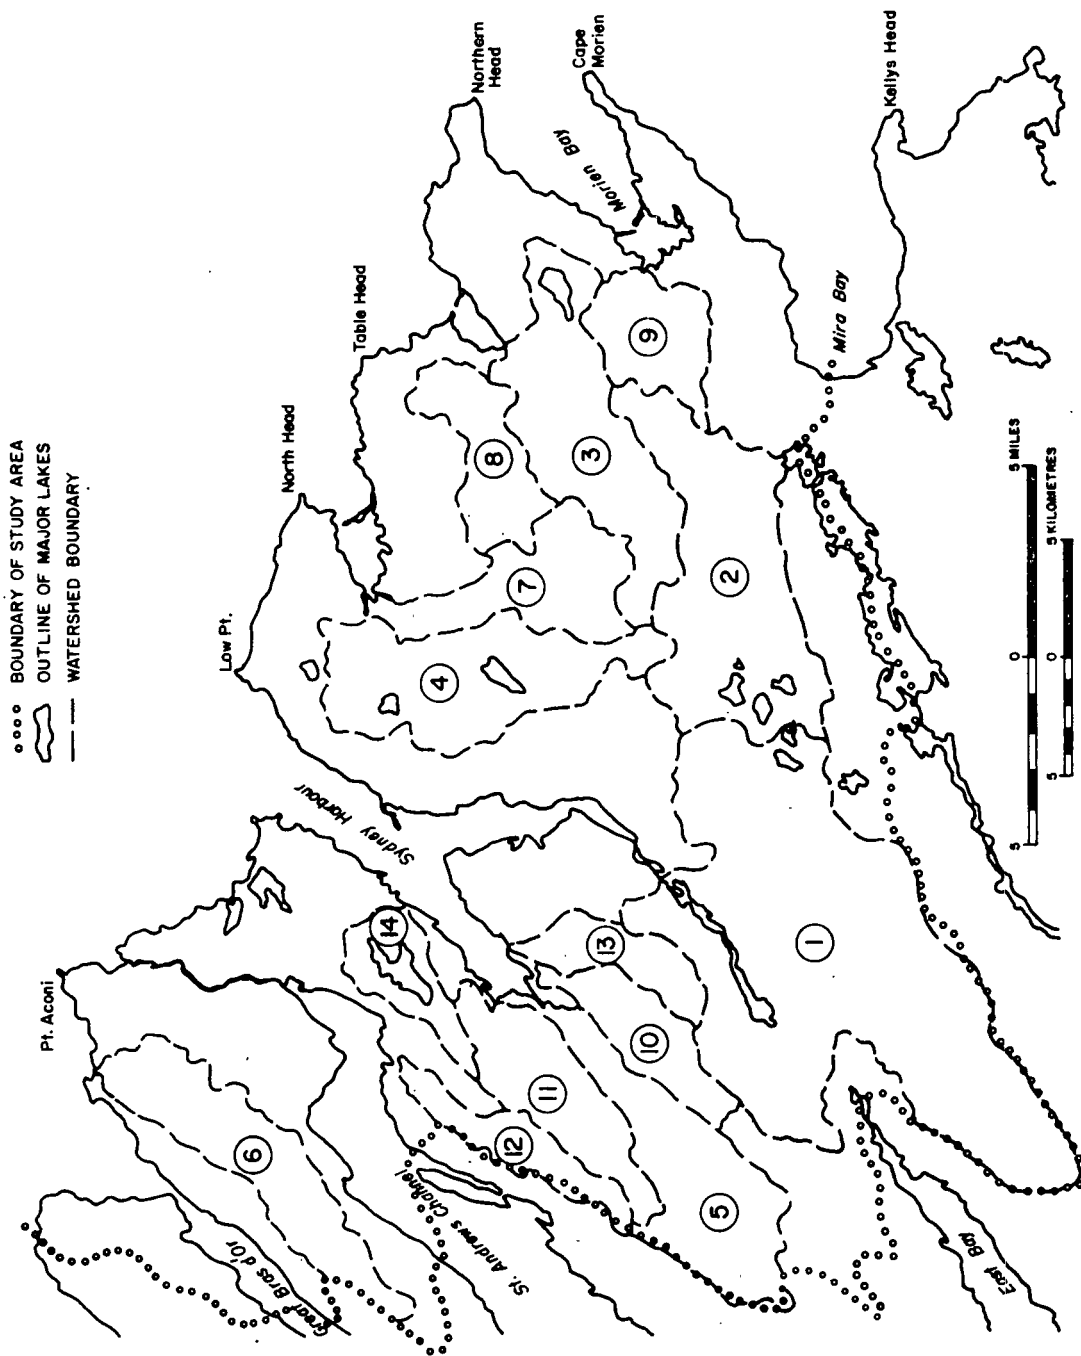 BOUNDARY OF STUDY AREA
OUTLINE OF MAJOR LAKES
WATERSHED BOUNDARY
Northern
Head
Cape
Morien
Kellys Head
Morien Bay
Table Head
North Head
Low Pt.
Mira Bay
Sydney Harbour
Pt. Aconi
Great Bras d'Or
St. Andrews Channel
East Bay
9
8
3
7
2
4
14
13
1
10
11
12
6
5
5 MILES
5 KILOMETRES
0
0
5
5